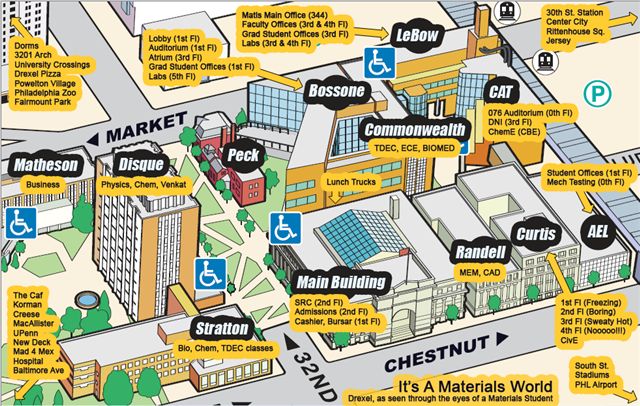 Matls Main Office (344)
Faculty Offices (3rd & 4th Fl)
Grad Student Offices (3rd Fl)
Labs (3rd & 4th Fl)
LeBow
30th St. Station
Center City
Rittenhouse Sq.
Jersey
Dorms
3201 Arch
University Crossings
Drexel Pizza
Powelton Village
Philadelphia Zoo
Fairmount Park
Lobby (1st Fl)
Auditorium (1st Fl)
Atrium (3rd Fl)
Grad Student Offices (1st Fl)
Labs (5th Fl)
Bossone
CAT
076 Auditorium (0th Fl)
DNI (3rd Fl)
ChemE (CBE)
P
MARKET
Commonwealth
TDEC, ECE, BIOMED
Matheson
Business
Disque
Physics, Chem, Venkat
Peck
Lunch Trucks
Student Offices (1st Fl)
Mech Testing (0th Fl)
Main Building
SRC (2nd Fl)
Admissions (2nd Fl)
Cashier, Bursar (1st Fl)
Randell
MEM, CAD
Curtis
AEL
1st Fl (Freezing)
2nd Fl (Boring)
3rd Fl (Sweaty Hot)
4th Fl (Nooooo!!!)
CivE
The Caf
Korman
Creese
MacAllister
UPenn
New Deck
Mad 4 Mex
Hospital
Baltimore Ave
Stratton
Bio, Chem, TDEC classes
32ND
CHESTNUT
South St.
Stadiums
PHL Airport
It's A Materials World
Drexel, as seen through the eyes of a Materials Student